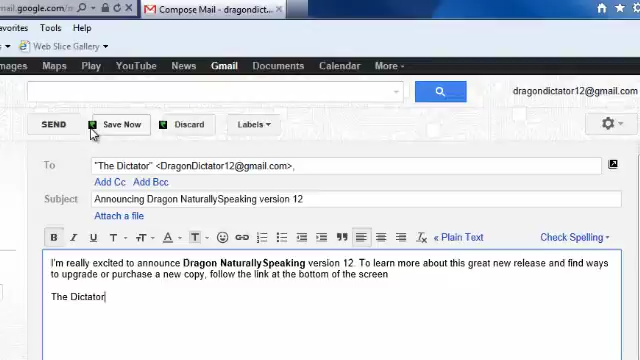 mail.google.com/
Compose Mail - dragondict...
avorites Tools Help
Web Slice Gallery
mages Maps Play YouTube News Gmail Documents Calendar More
dragondictator12@gmail.com
SEND Save Now Discard Labels
To "The Dictator" <DragonDictator12@gmail.com>,
Add Cc Add Bcc
Subject Announcing Dragon NaturallySpeaking version 12
Attach a file
B I U T A T « Plain Text Check Spelling
I'm really excited to announce Dragon NaturallySpeaking version 12. To learn more about this great new release and find ways
to upgrade or purchase a new copy, follow the link at the bottom of the screen
The Dictator